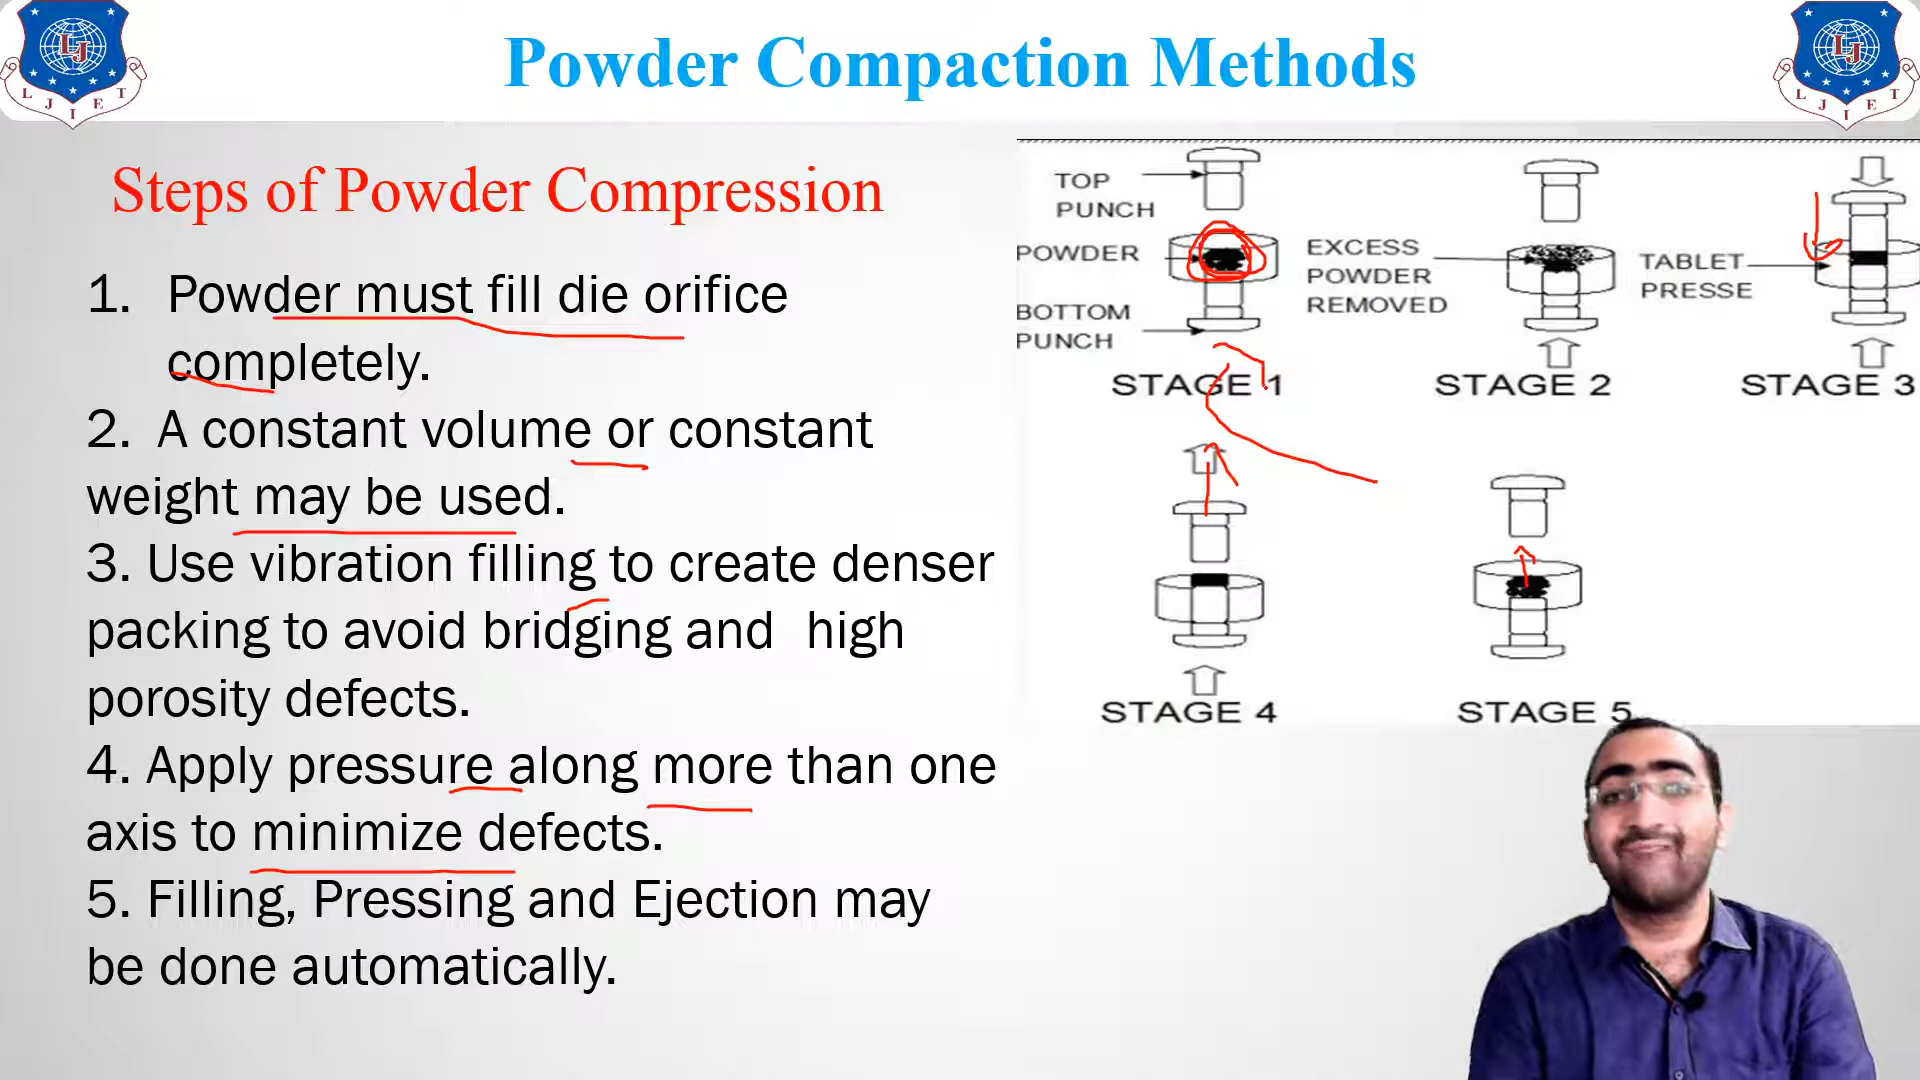 Powder Compaction Methods
LJ
L J I E T
LJ
L J I E T
Steps of Powder Compression
1. Powder must fill die orifice
completely.
2. A constant volume or constant
weight may be used.
3. Use vibration filling to create denser
packing to avoid bridging and high
porosity defects.
4. Apply pressure along more than one
axis to minimize defects.
5. Filling, Pressing and Ejection may
be done automatically.
TOP
PUNCH
POWDER
BOTTOM
PUNCH
STAGE 1
EXCESS
POWDER
REMOVED
STAGE 2
TABLET
PRESSE
STAGE 3
STAGE 4
STAGE 5